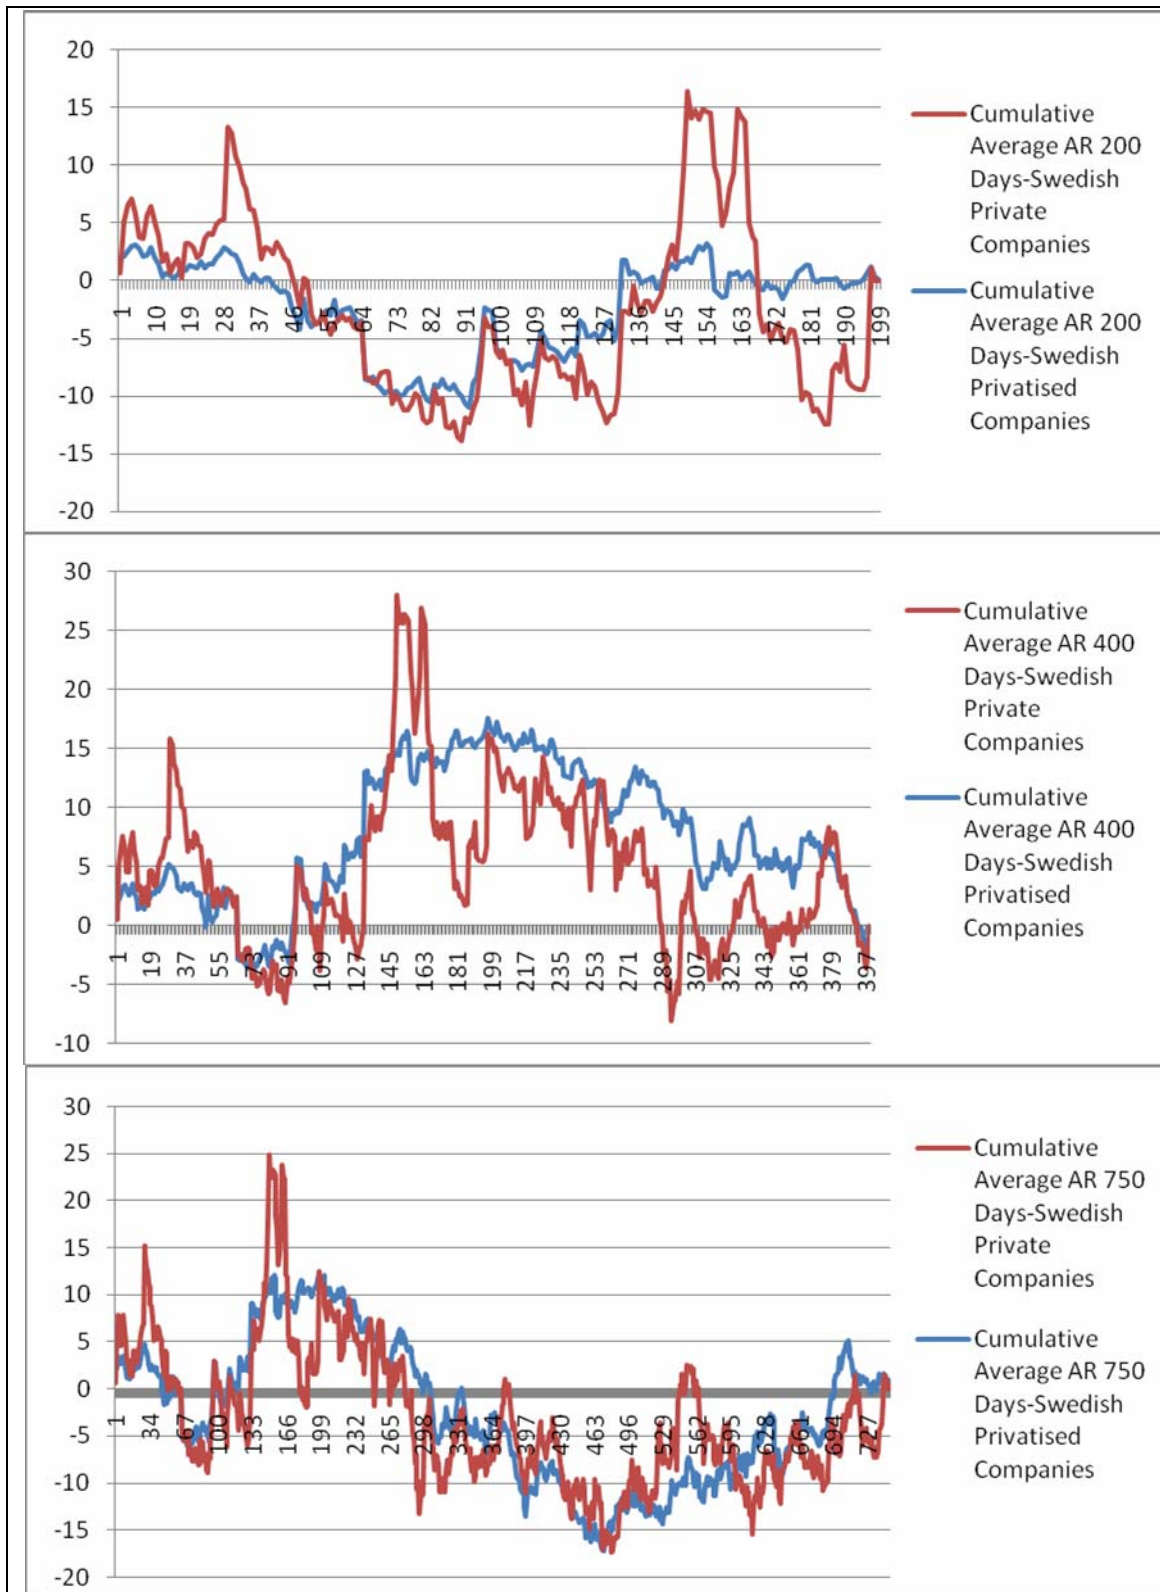 20
15
10
5
0
-5
-10
-15
-20
1 10 19 28 37 46 55 64 73 82 91 100 109 118 127 136 145 154 163 172 181 190 199
Cumulative
Average AR 200
Days-Swedish
Private
Companies
Cumulative
Average AR 200
Days-Swedish
Privatised
Companies
30
25
20
15
10
5
0
-5
-10
1 19 37 55 73 91 109 127 145 163 181 199 217 235 253 271 289 307 325 343 361 379 397
Cumulative
Average AR 400
Days-Swedish
Private
Companies
Cumulative
Average AR 400
Days-Swedish
Privatised
Companies
30
25
20
15
10
5
0
-5
-10
-15
-20
1 34 67 100 133 166 199 232 265 298 331 364 397 430 463 496 529 562 595 628 661 694 727
Cumulative
Average AR 750
Days-Swedish
Private
Companies
Cumulative
Average AR 750
Days-Swedish
Privatised
Companies